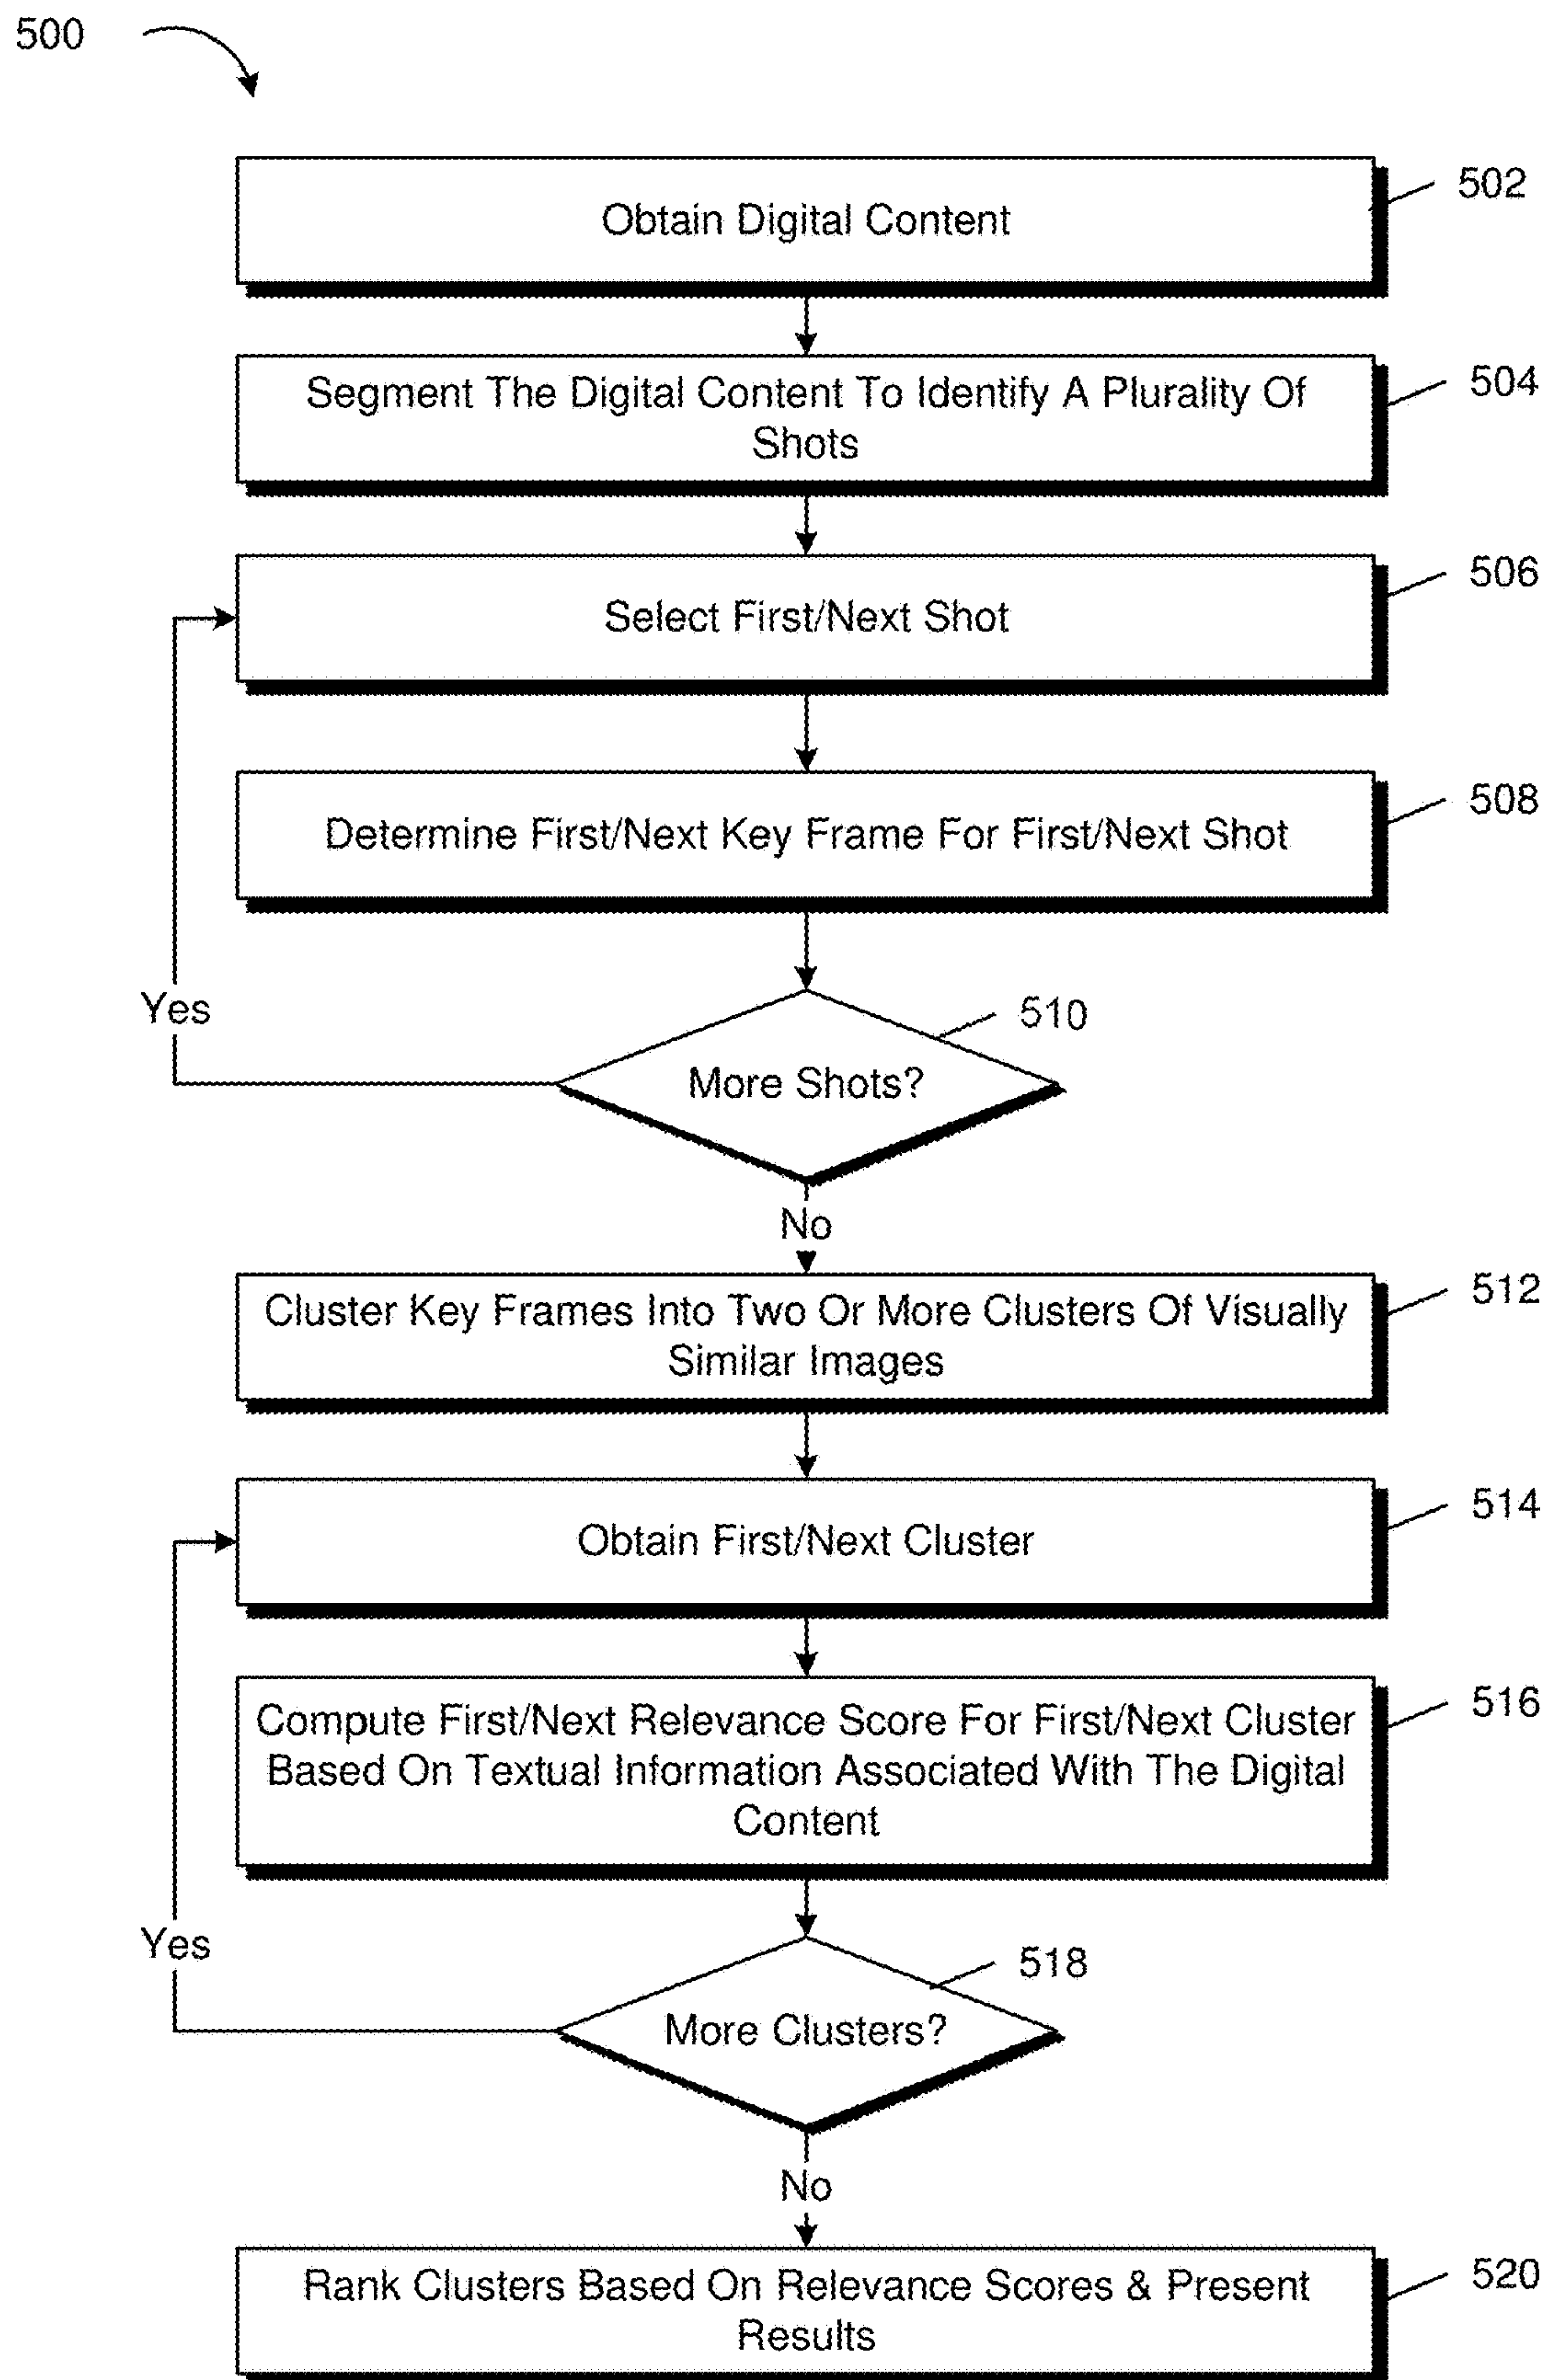 500
Obtain Digital Content
502
Segment The Digital Content To Identify A Plurality Of
Shots
504
Select First/Next Shot
506
Determine First/Next Key Frame For First/Next Shot
508
Yes
510
More Shots?
No
Cluster Key Frames Into Two Or More Clusters Of Visually
Similar Images
512
Obtain First/Next Cluster
514
Compute First/Next Relevance Score For First/Next Cluster
Based On Textual Information Associated With The Digital
Content
516
Yes
518
More Clusters?
No
Rank Clusters Based On Relevance Scores & Present
Results
520